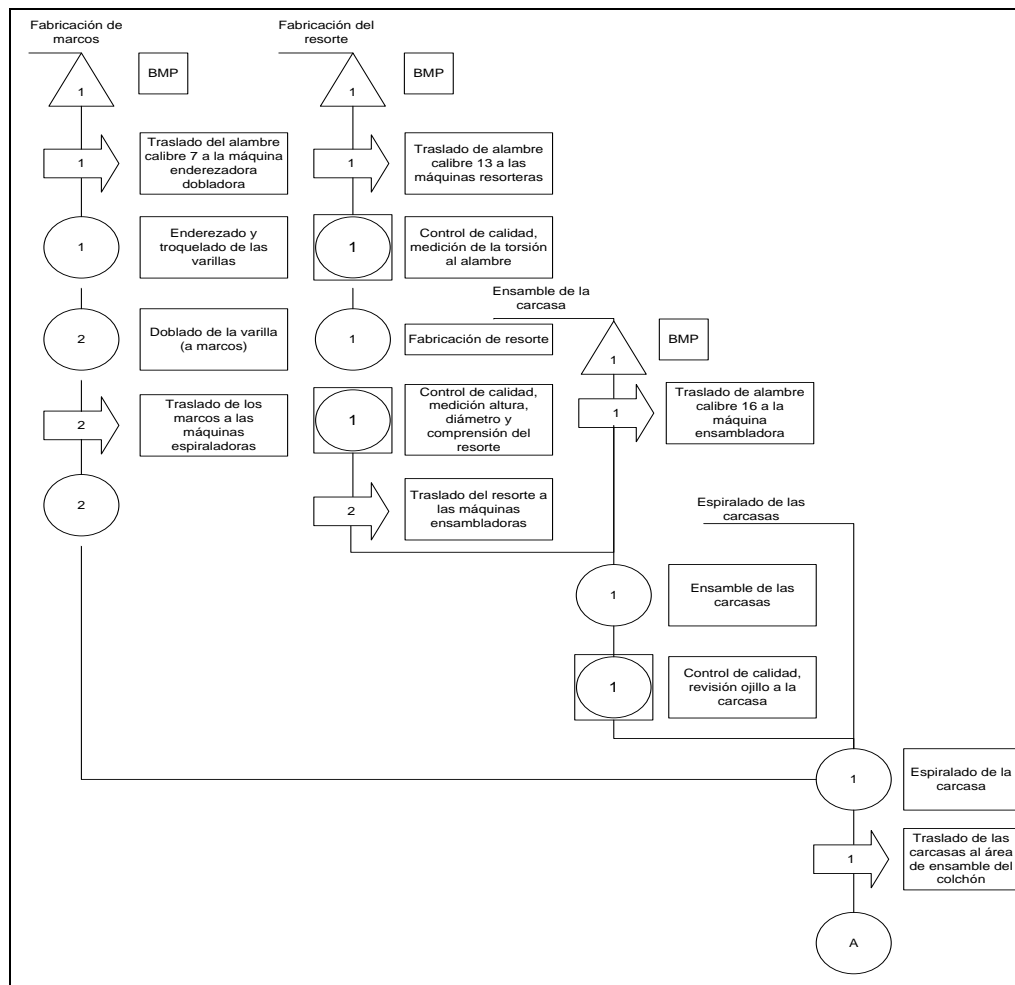 Fabricación de
marcos
1
BMP
1
Traslado del alambre
calibre 7 a la máquina
enderezadora
dobladora
1
Enderezado y
troquelado de las
varillas
2
Doblado de la varilla
(a marcos)
2
Traslado de los
marcos a las
máquinas
espiraladoras
2
Fabricación del
resorte
1
BMP
1
Traslado de
alambre
calibre 13 a las
máquinas resorteras
1
Control de calidad,
medición de la torsión
al alambre
1
Fabricación de resorte
1
Control de calidad,
medición altura,
diámetro y
comprensión del
resorte
2
Traslado del resorte a
las máquinas
ensambladoras
Ensamble de la
carcasa
1
BMP
1
Traslado de alambre
calibre 16 a la
máquina
ensambladora
1
Ensamble de las
carcasas
1
Control de calidad,
revisión ojillo a la
carcasa
Espiralado de las
carcasas
1
Espiralado de la
carcasa
1
Traslado de las
carcasas al área
de ensamble del
colchón
A